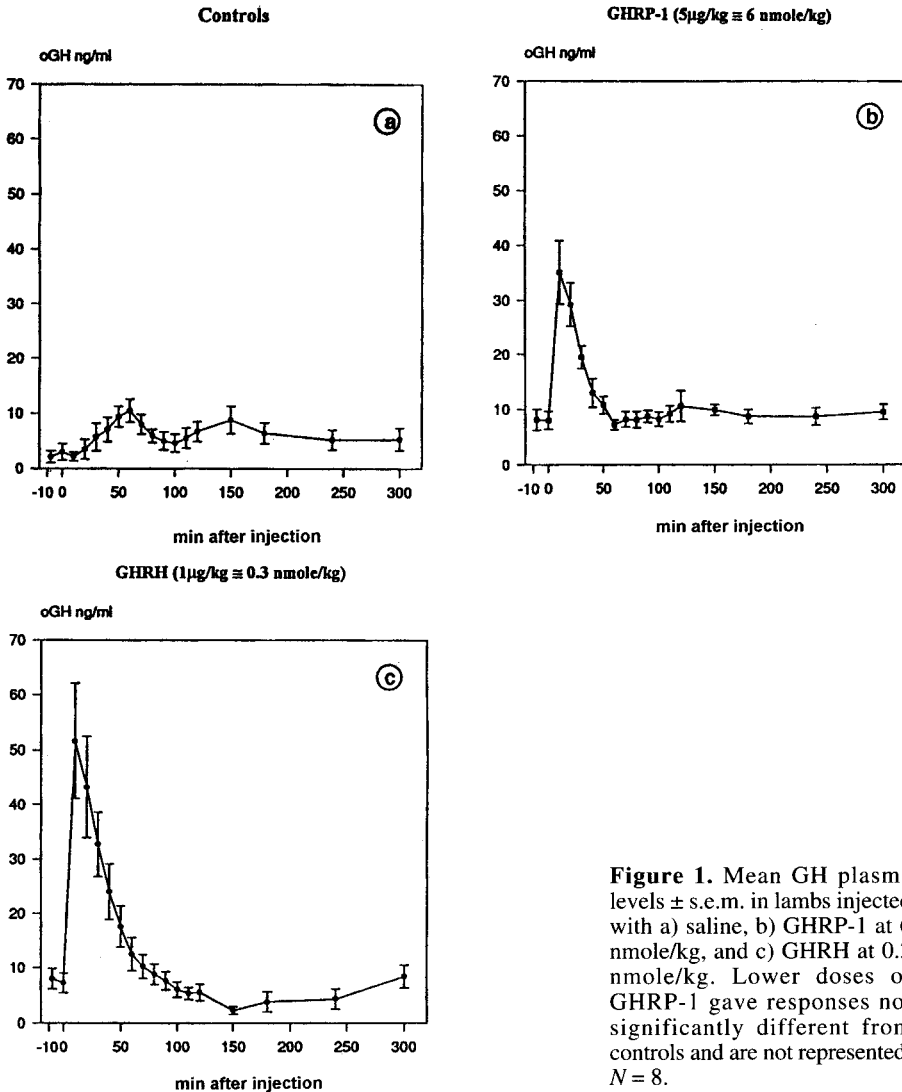 Controls
oGH ng/ml
70
60
50
40
30
20
10
0
a
-10 0 50 100 150 200 250 300
min after injection
GHRP-1 (5µg/kg ≅ 6 nmole/kg)
oGH ng/ml
70
60
50
40
30
20
10
0
b
-10 0 50 100 150 200 250 300
min after injection
GHRH (1µg/kg ≅ 0.3 nmole/kg)
oGH ng/ml
70
60
50
40
30
20
10
0
c
-10 0 50 100 150 200 250 300
min after injection
Figure 1. Mean GH plasm
levels ± s.e.m. in lambs injected
with a) saline, b) GHRP-1 at
nmole/kg, and c) GHRH at 0.
nmole/kg. Lower doses o
GHRP-1 gave responses no
significantly different from
controls and are not represented
N = 8.